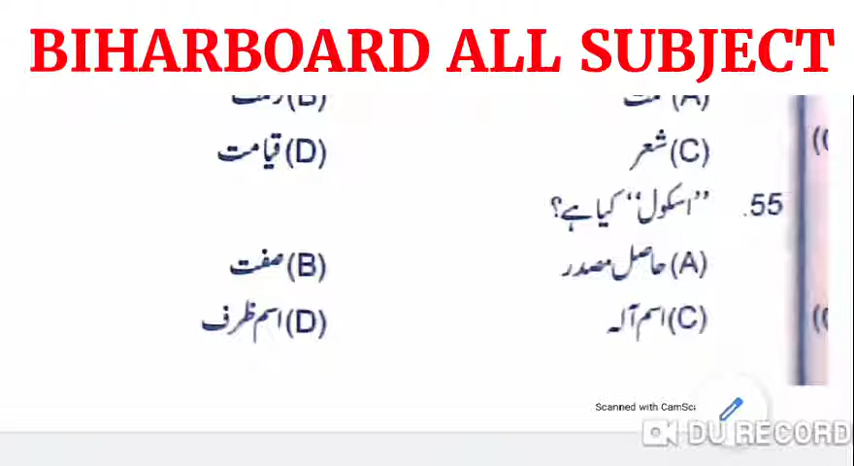 BIHARBOARD ALL SUBJECT
(A) (B)
(C) شعر (D) قیامت
55. ”اسکول“ کیا ہے؟
(A) حاصل مصدر (B) صفت
(C) اسم آلہ (D) اسم ظرف
Scanned with CamSc
DU RECORD